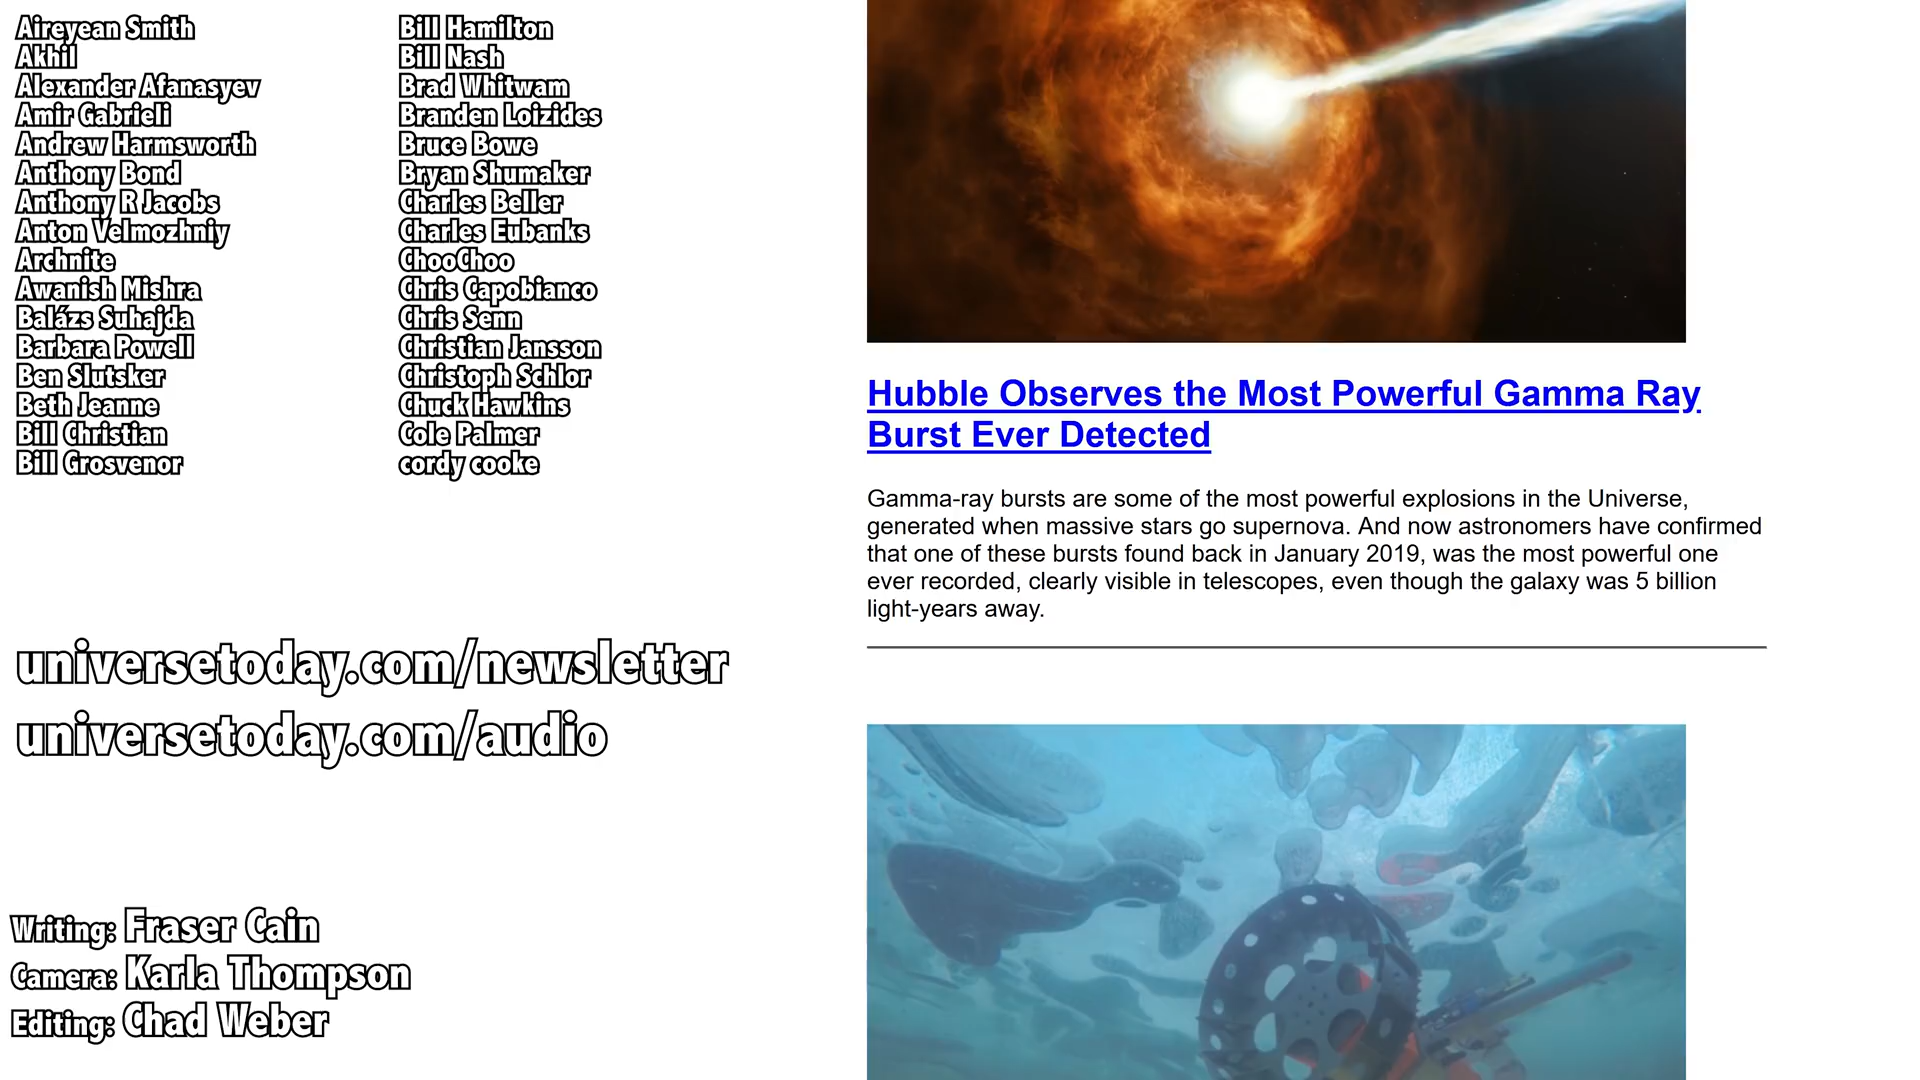 Aireyean Smith
Akhil
Alexander Afanasyev
Amir Gabrieli
Andrew Harmsworth
Anthony Bond
Anthony R Jacobs
Anton Velmozhniy
Archnite
Awanish Mishra
Balázs Suhajda
Barbara Powell
Ben Slutsker
Beth Jeanne
Bill Christian
Bill Grosvenor
Bill Hamilton
Bill Nash
Brad Whitwam
Branden Loizides
Bruce Bowe
Bryan Shumaker
Charles Beller
Charles Eubanks
ChooChoo
Chris Capobianco
Chris Senn
Christian Jansson
Christoph Schlor
Chuck Hawkins
Cole Palmer
cordy cooke
universetoday.com/newsletter
universetoday.com/audio
Writing: Fraser Cain
Camera: Karla Thompson
Editing: Chad Weber
Hubble Observes the Most Powerful Gamma Ray
Burst Ever Detected
Gamma-ray bursts are some of the most powerful explosions in the Universe,
generated when massive stars go supernova. And now astronomers have confirmed
that one of these bursts found back in January 2019, was the most powerful one
ever recorded, clearly visible in telescopes, even though the galaxy was 5 billion
light-years away.